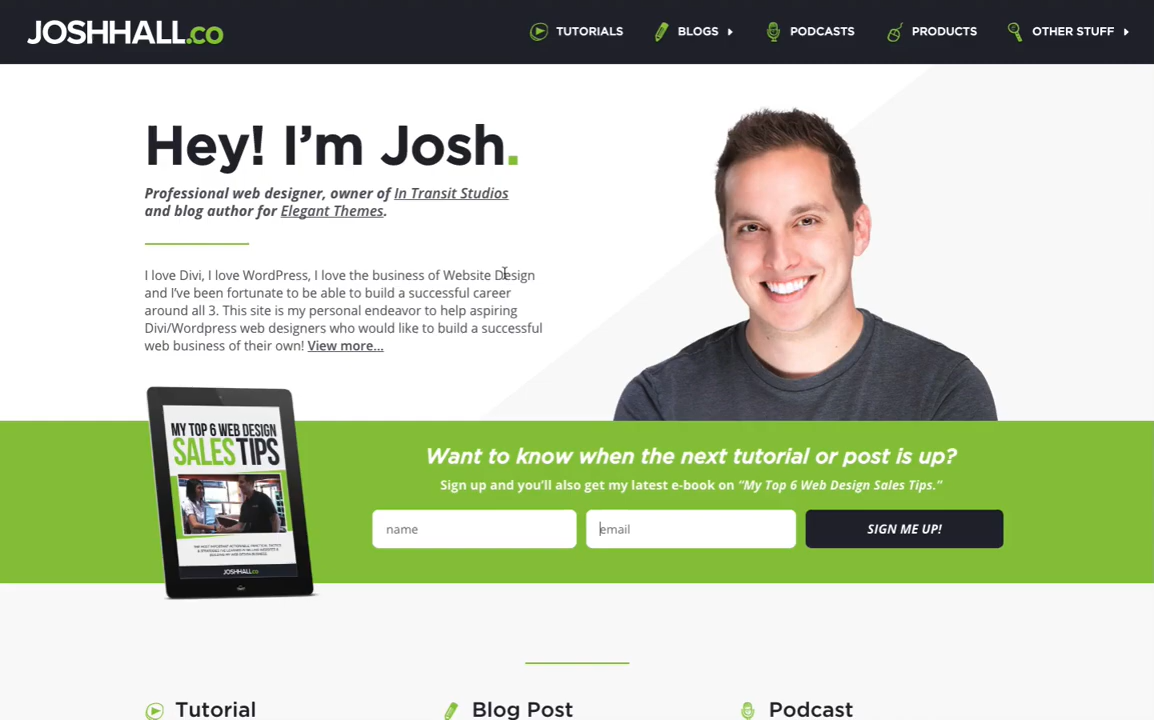 JOSHHALL.CO
TUTORIALS
BLOGS
PODCASTS
PRODUCTS
OTHER STUFF
Hey! I'm Josh.
Professional web designer, owner of In Transit Studios
and blog author for Elegant Themes.
I love Divi, I love WordPress, I love the business of Website Design
and I've been fortunate to be able to build a successful career
around all 3. This site is my personal endeavor to help aspiring
Divi/Wordpress web designers who would like to build a successful
web business of their own! View more...
MY TOP 6 WEB DESIGN
SALES TIPS
JOSHHALL.CO
Want to know when the next tutorial or post is up?
Sign up and you'll also get my latest e-book on "My Top 6 Web Design Sales Tips."
name
email
SIGN ME UP!
Tutorial
Blog Post
Podcast